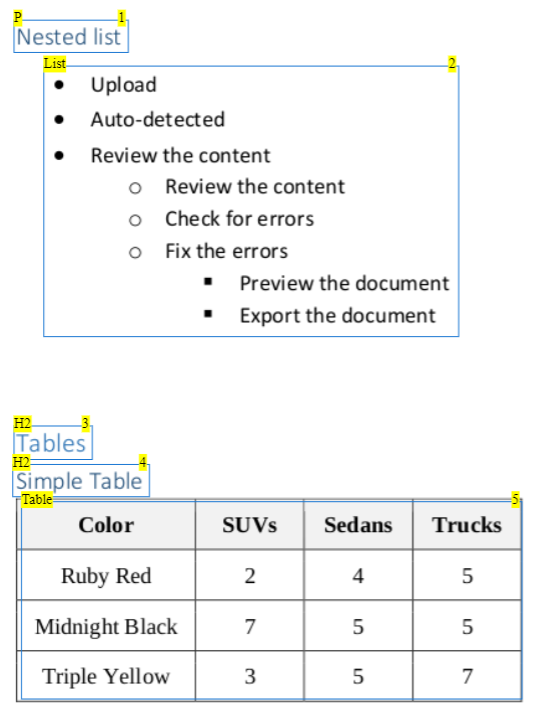 P 1
Nested list
List 2
● Upload
● Auto-detected
● Review the content
○ Review the content
○ Check for errors
○ Fix the errors
▪ Preview the document
▪ Export the document
H2 3
Tables
H2 4
Simple Table
Table 5
Color SUVs Sedans Trucks
Ruby Red 2 4 5
Midnight Black 7 5 5
Triple Yellow 3 5 7